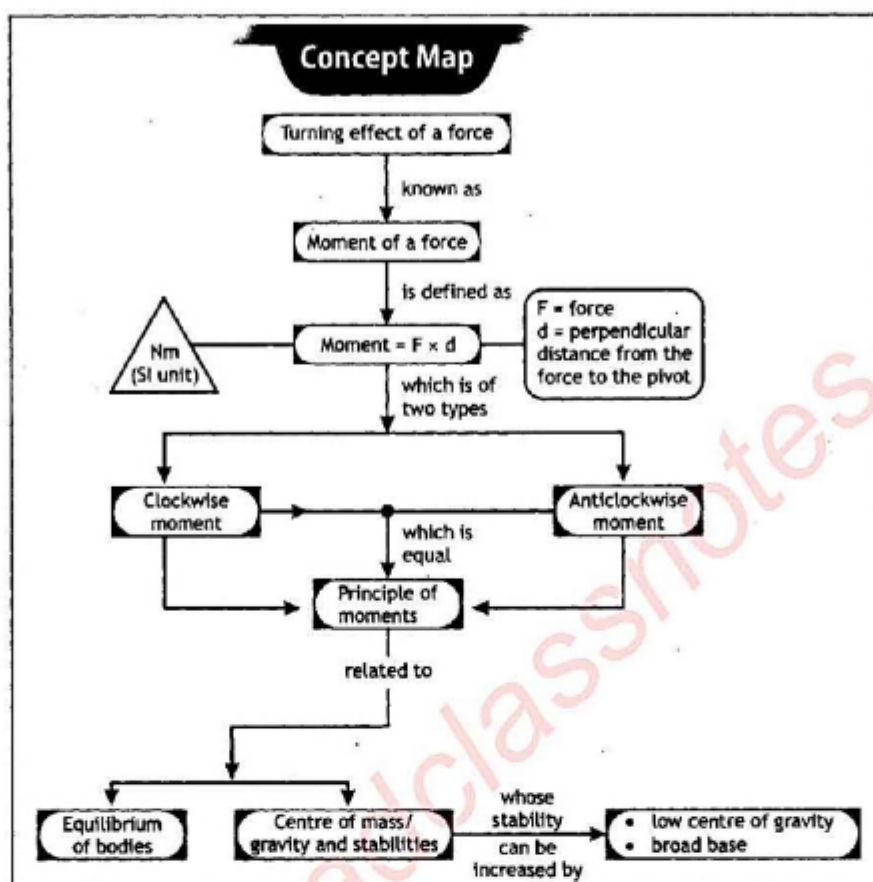 Concept Map
Turning effect of a force
known as
Moment of a force
is defined as
Nm
(SI unit)
Moment = F × d
F = force
d = perpendicular
distance from the
force to the pivot
which is of
two types
Clockwise
moment
Anticlockwise
moment
which is
equal
Principle of
moments
related to
Equilibrium
of bodies
Centre of mass/
gravity and stabilities
whose
stability
can be
increased by
• low centre of gravity
• broad base
adclassnotes